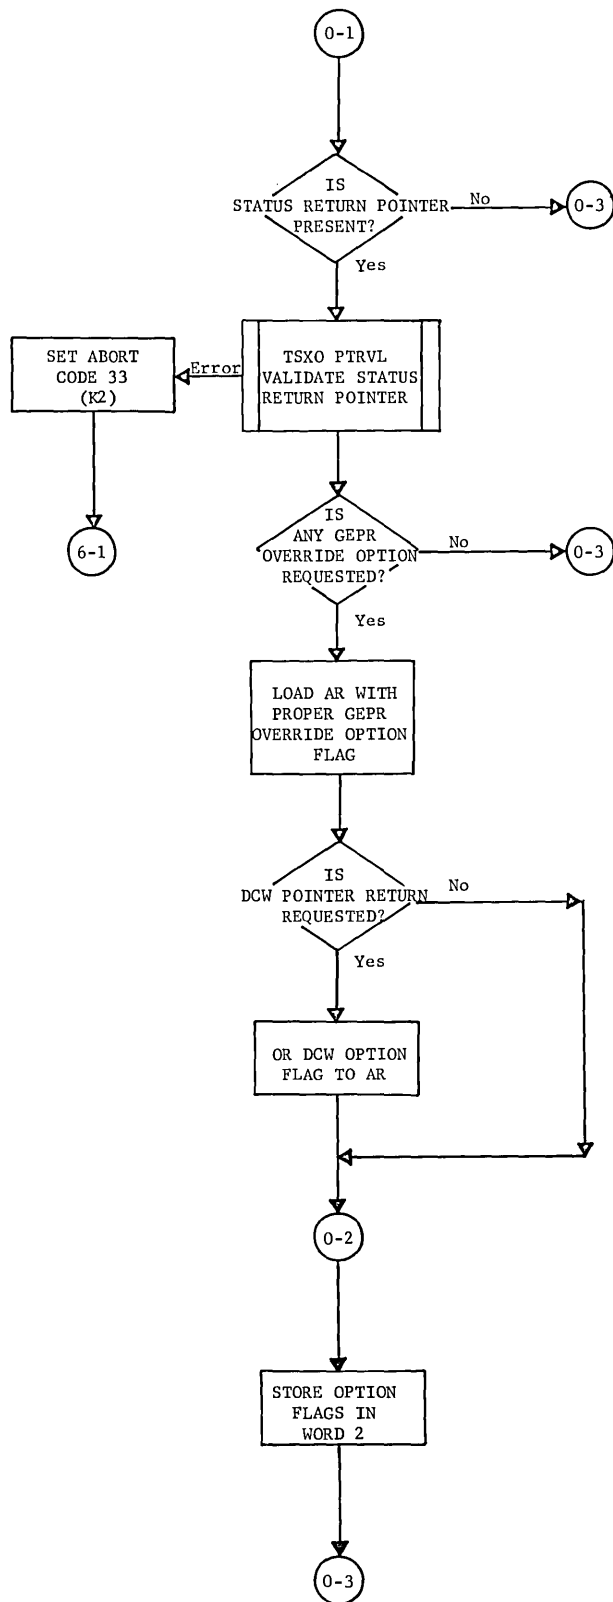 0-1
IS
STATUS RETURN POINTER
PRESENT?
No
0-3
Yes
SET ABORT
CODE 33
(K2)
Error
TSXO PTRVL
VALIDATE STATUS
RETURN POINTER
6-1
IS
ANY GEPR
OVERRIDE OPTION
REQUESTED?
No
0-3
Yes
LOAD AR WITH
PROPER GEPR
OVERRIDE OPTION
FLAG
IS
DCW POINTER RETURN
REQUESTED?
No
Yes
OR DCW OPTION
FLAG TO AR
0-2
STORE OPTION
FLAGS IN
WORD 2
0-3